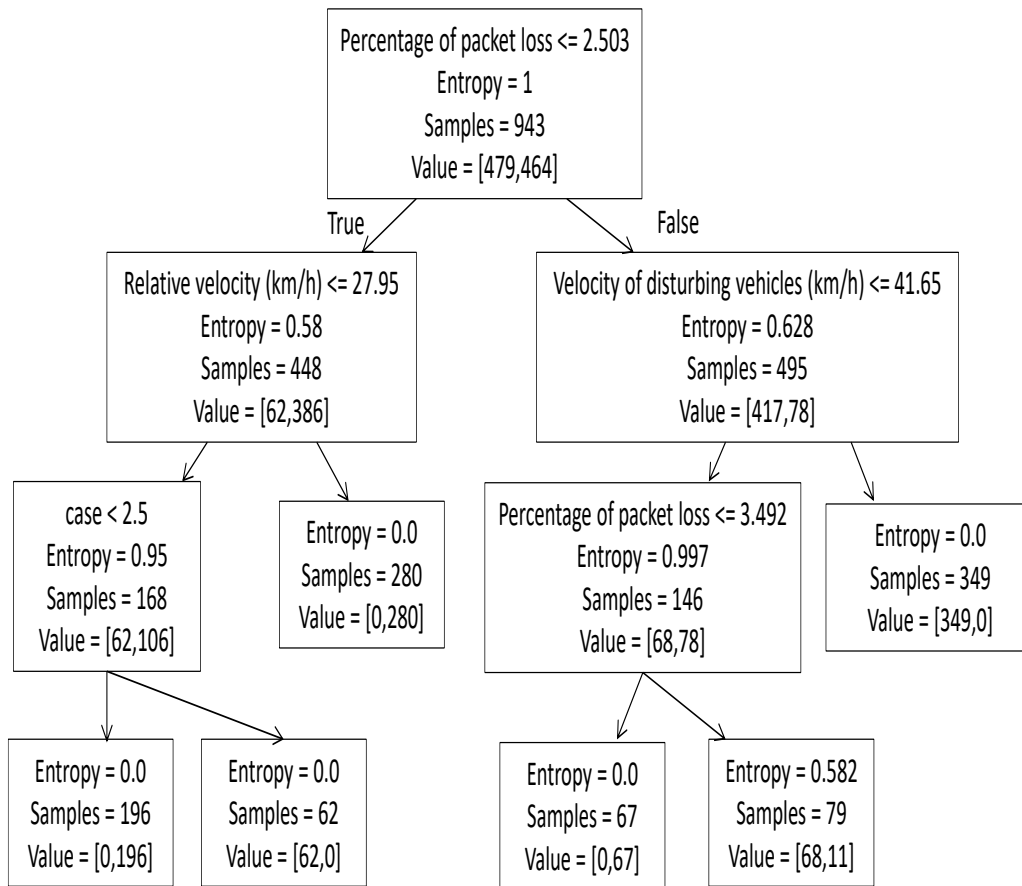 Percentage of packet loss <= 2.503
Entropy = 1
Samples = 943
Value = [479,464]
True
False
Relative velocity (km/h) <= 27.95
Entropy = 0.58
Samples = 448
Value = [62,386]
Velocity of disturbing vehicles (km/h) <= 41.65
Entropy = 0.628
Samples = 495
Value = [417,78]
case < 2.5
Entropy = 0.95
Samples = 168
Value = [62,106]
Entropy = 0.0
Samples = 280
Value = [0,280]
Percentage of packet loss <= 3.492
Entropy = 0.997
Samples = 146
Value = [68,78]
Entropy = 0.0
Samples = 349
Value = [349,0]
Entropy = 0.0
Samples = 196
Value = [0,196]
Entropy = 0.0
Samples = 62
Value = [62,0]
Entropy = 0.0
Samples = 67
Value = [0,67]
Entropy = 0.582
Samples = 79
Value = [68,11]